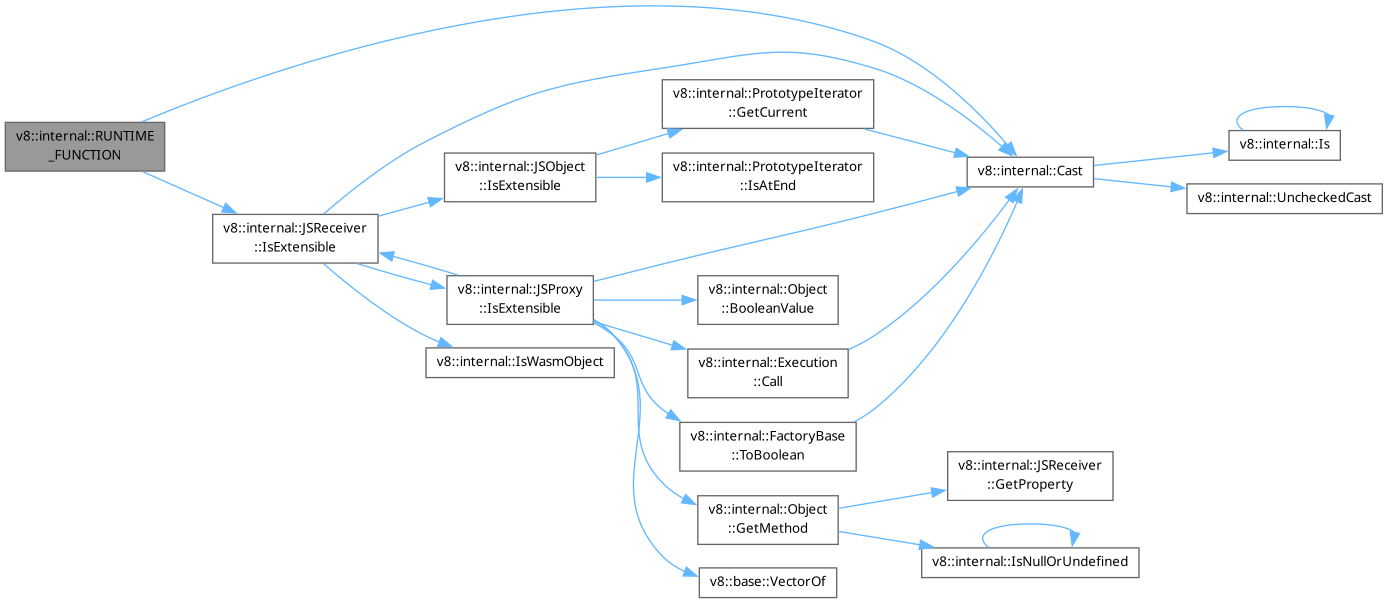 v8::internal::RUNTIME
_FUNCTION
v8::internal::JSReceiver
::IsExtensible
v8::internal::JSObject
::IsExtensible
v8::internal::PrototypeIterator
::GetCurrent
v8::internal::PrototypeIterator
::IsAtEnd
v8::internal::Cast
v8::internal::Is
v8::internal::UncheckedCast
v8::internal::JSProxy
::IsExtensible
v8::internal::IsWasmObject
v8::internal::Object
::BooleanValue
v8::internal::Execution
::Call
v8::internal::FactoryBase
::ToBoolean
v8::internal::Object
::GetMethod
v8::internal::JSReceiver
::GetProperty
v8::internal::IsNullOrUndefined
v8::base::VectorOf